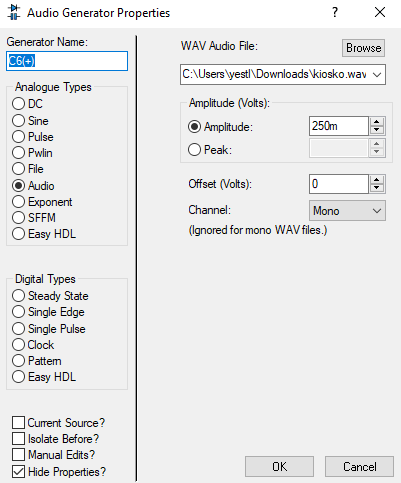 Audio Generator Properties
?
Generator Name:
C6(+)
Analogue Types
DC
Sine
Pulse
Pwlin
File
Audio
Exponent
SFFM
Easy HDL
Digital Types
Steady State
Single Edge
Single Pulse
Clock
Pattern
Easy HDL
Current Source?
Isolate Before?
Manual Edits?
Hide Properties?
WAV Audio File:
Browse
C:\Users\yestl\Downloads\kiosko.wav
Amplitude (Volts):
Amplitude: 250m
Peak:
Offset (Volts): 0
Channel: Mono
(Ignored for mono WAV files.)
OK Cancel